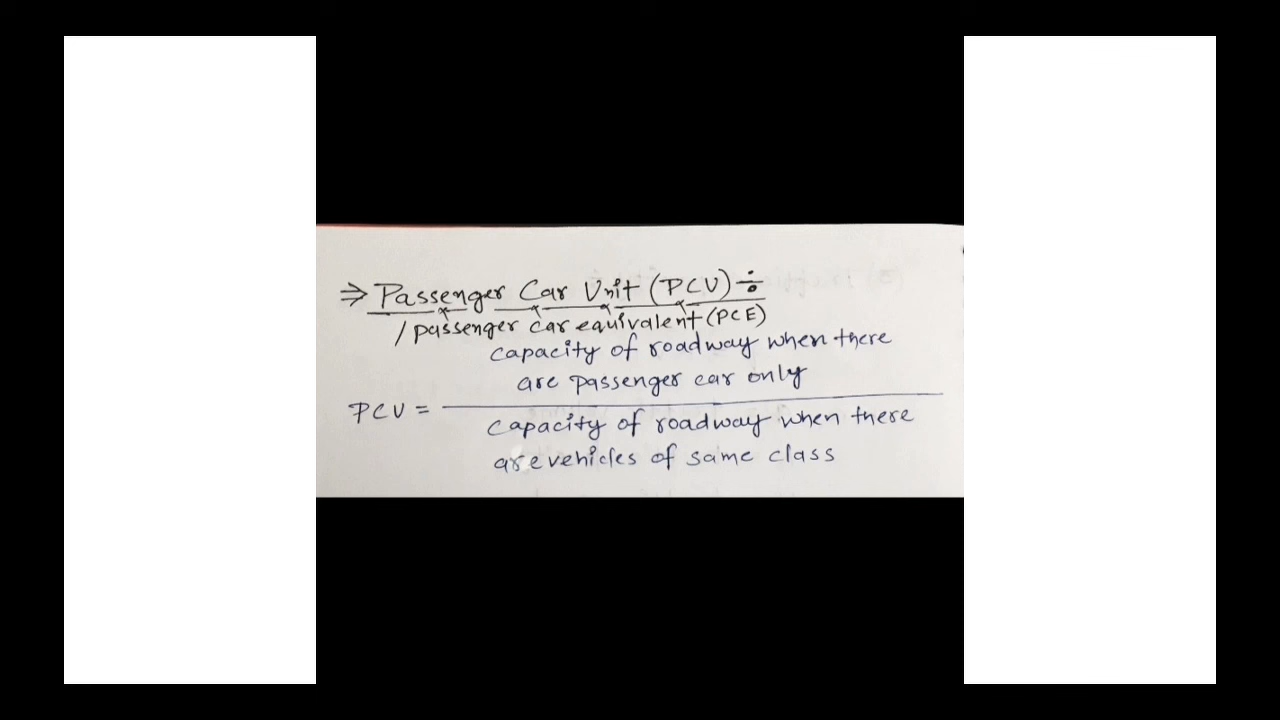 ⇒ Passenger Car Unit (PCU) ÷
/ passenger car equivalent (PCE)
capacity of roadway when there
are passenger car only
PCU =
capacity of roadway when there
are vehicles of same class